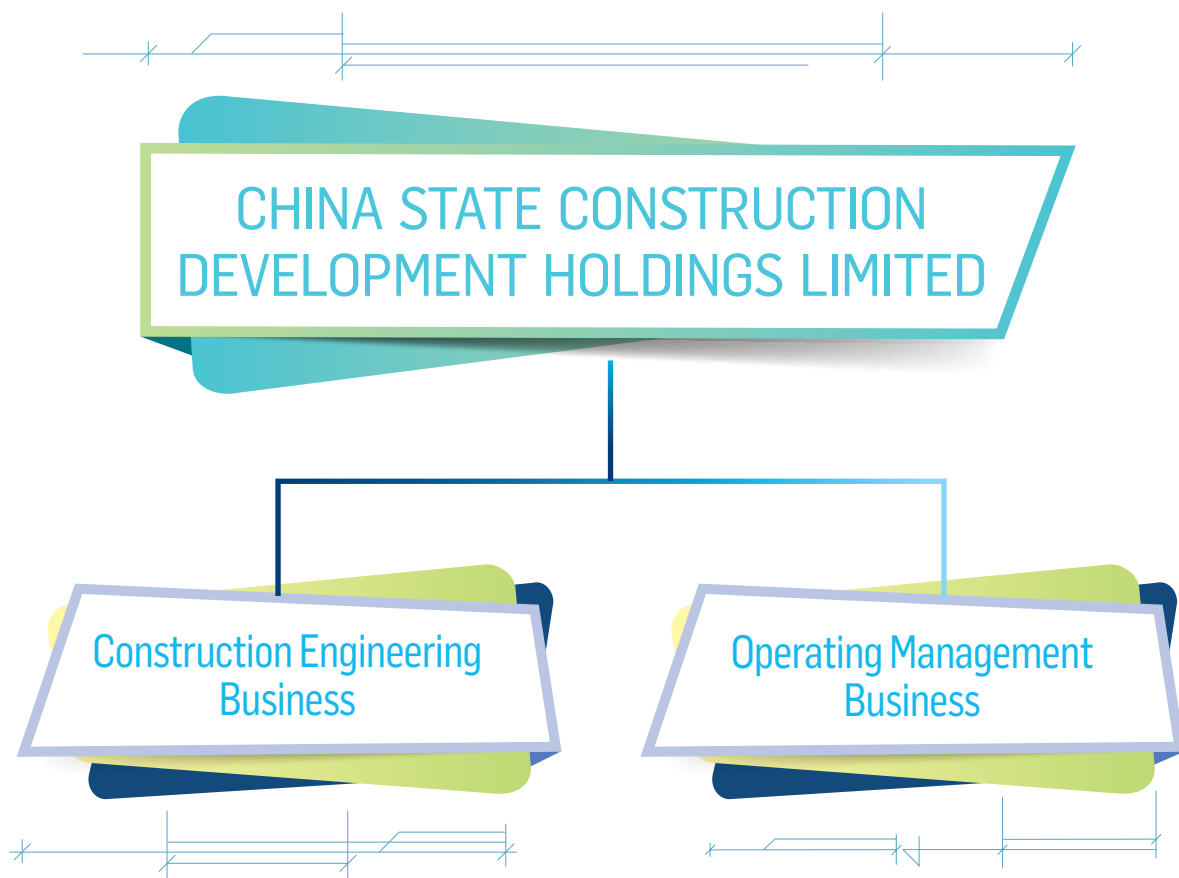 CHINA STATE CONSTRUCTION
DEVELOPMENT HOLDINGS LIMITED
Construction Engineering
Business
Operating Management
Business